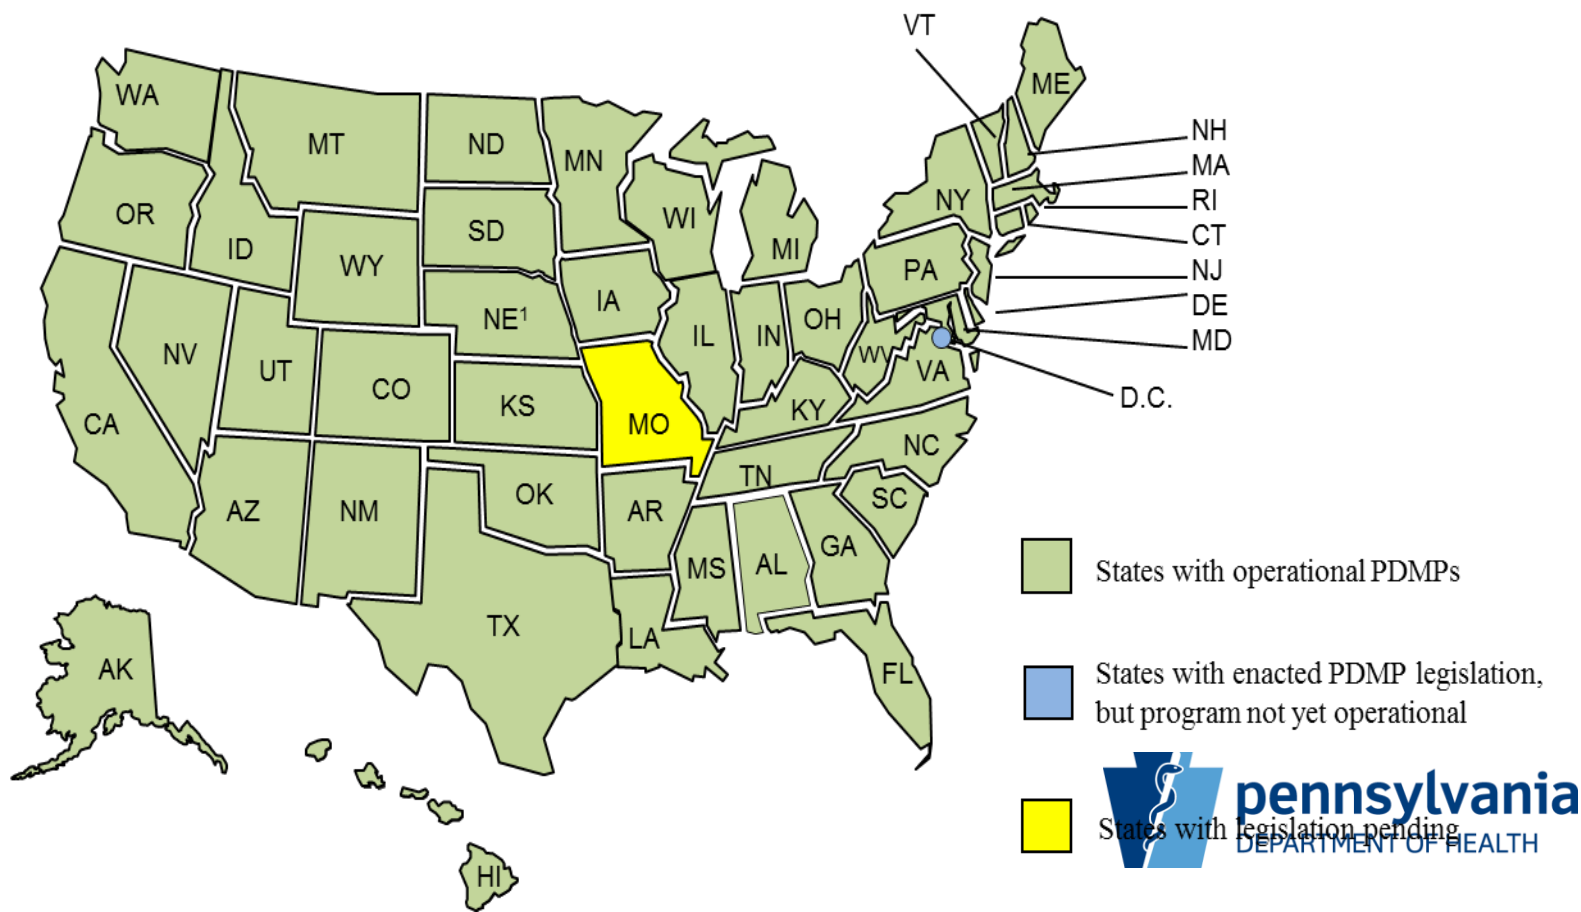 VT
ME
WA
MT
ND
MN
NH
MA
RI
CT
NJ
DE
MD
D.C.
OR
ID
WY
SD
WI
MI
NY
PA
NE¹
IA
IL
IN
OH
WV
VA
NV
UT
CO
KS
MO
KY
CA
NC
TN
AZ
NM
OK
AR
SC
MS
AL
GA
TX
LA
FL
AK
HI
States with operational PDMPs
States with enacted PDMP legislation,
but program not yet operational
States with legislation pending
pennsylvania
DEPARTMENT OF HEALTH